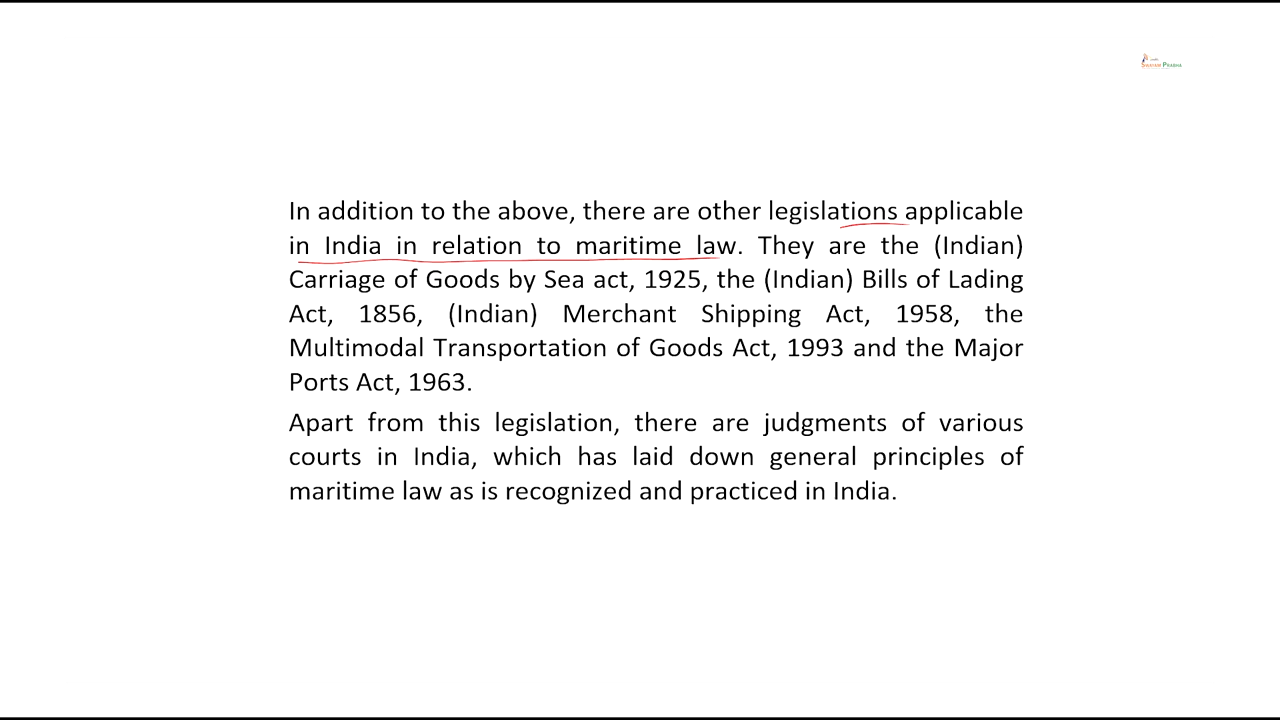 Swayam Prabha
In addition to the above, there are other legislations applicable
in India in relation to maritime law. They are the (Indian)
Carriage of Goods by Sea act, 1925, the (Indian) Bills of Lading
Act, 1856, (Indian) Merchant Shipping Act, 1958, the
Multimodal Transportation of Goods Act, 1993 and the Major
Ports Act, 1963.
Apart from this legislation, there are judgments of various
courts in India, which has laid down general principles of
maritime law as is recognized and practiced in India.